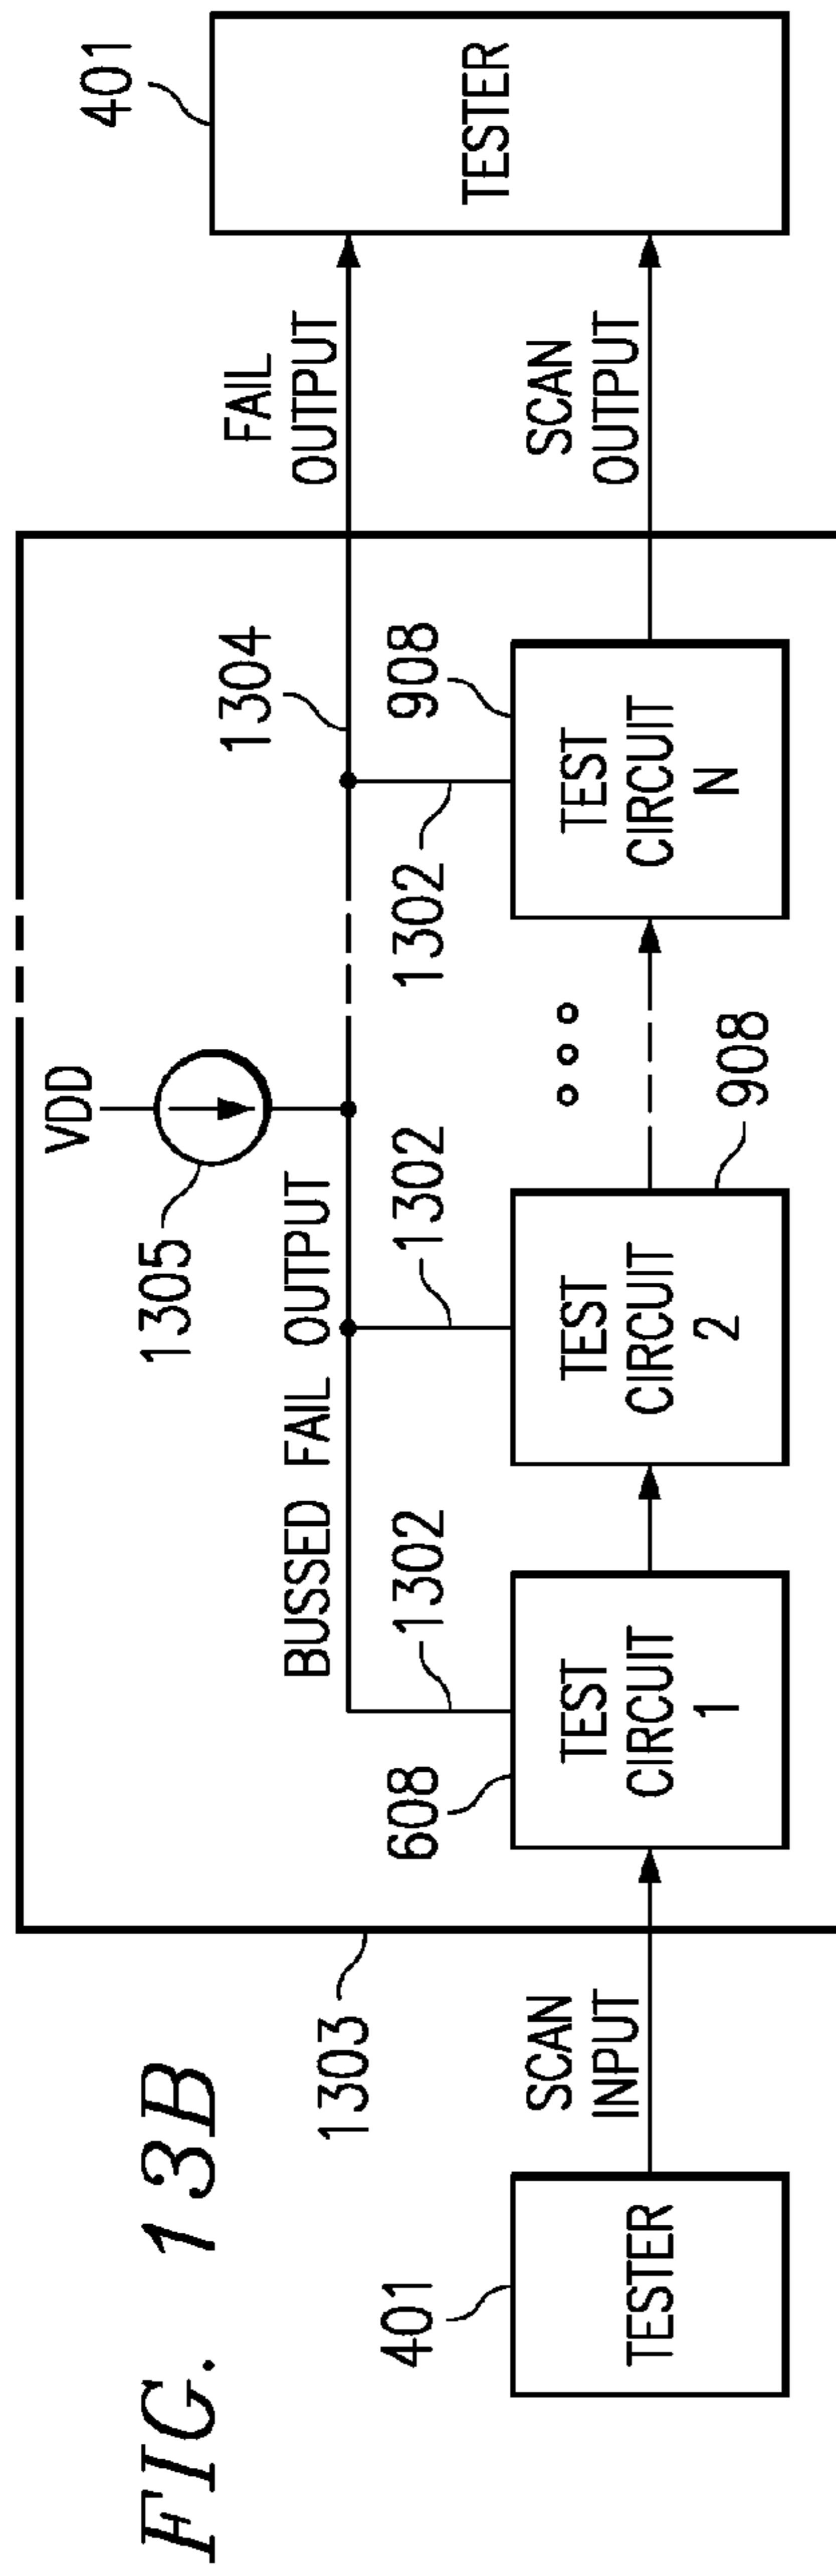 FIG. 13B
401
TESTER
SCAN
INPUT
1303
608
TEST
CIRCUIT
1
1302
BUSSED FAIL OUTPUT
1305
VDD
1302
TEST
CIRCUIT
2
908
1302
1304
908
TEST
CIRCUIT
N
FAIL
OUTPUT
SCAN
OUTPUT
401
TESTER